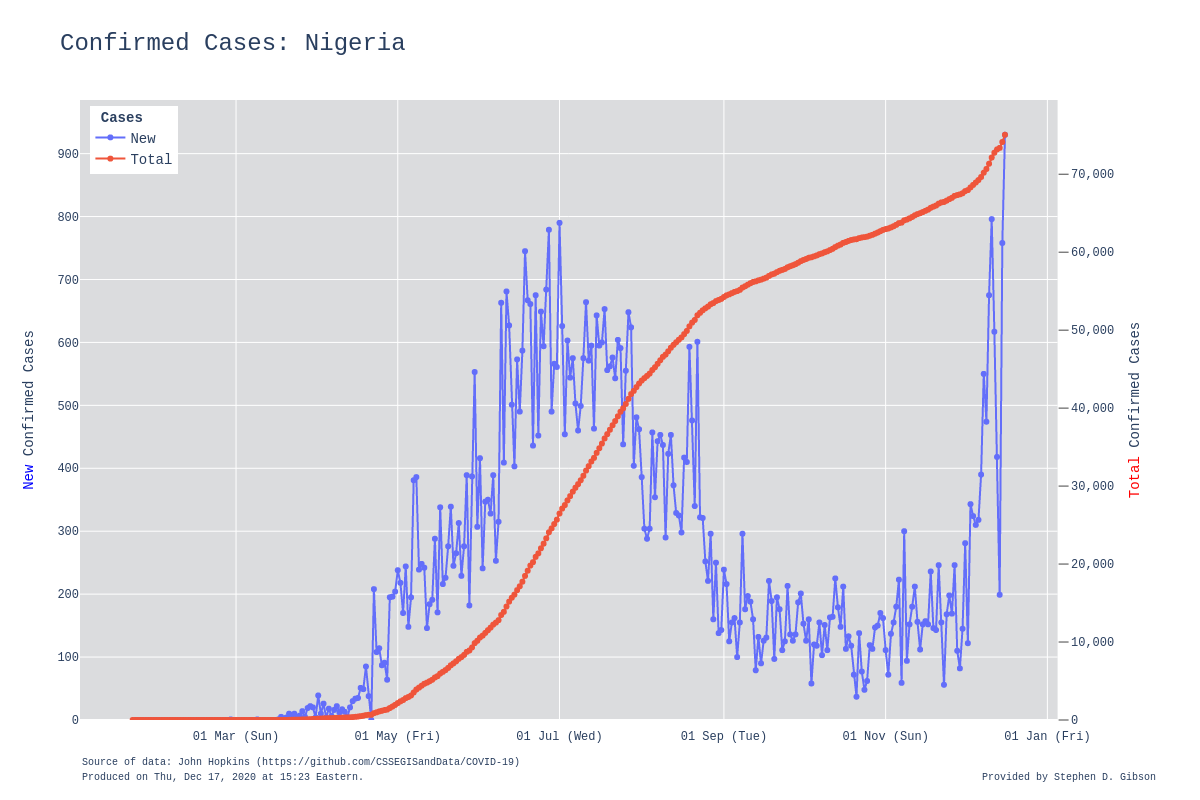 Confirmed Cases: Nigeria
Cases
New
Total
900
800
700
600
500
400
300
200
100
0
New Confirmed Cases
70,000
60,000
50,000
40,000
30,000
20,000
10,000
0
Total Confirmed Cases
01 Mar (Sun)
01 May (Fri)
01 Jul (Wed)
01 Sep (Tue)
01 Nov (Sun)
01 Jan (Fri)
Source of data: John Hopkins (https://github.com/CSSEGISandData/COVID-19)
Produced on Thu, Dec 17, 2020 at 15:23 Eastern.
Provided by Stephen D. Gibson